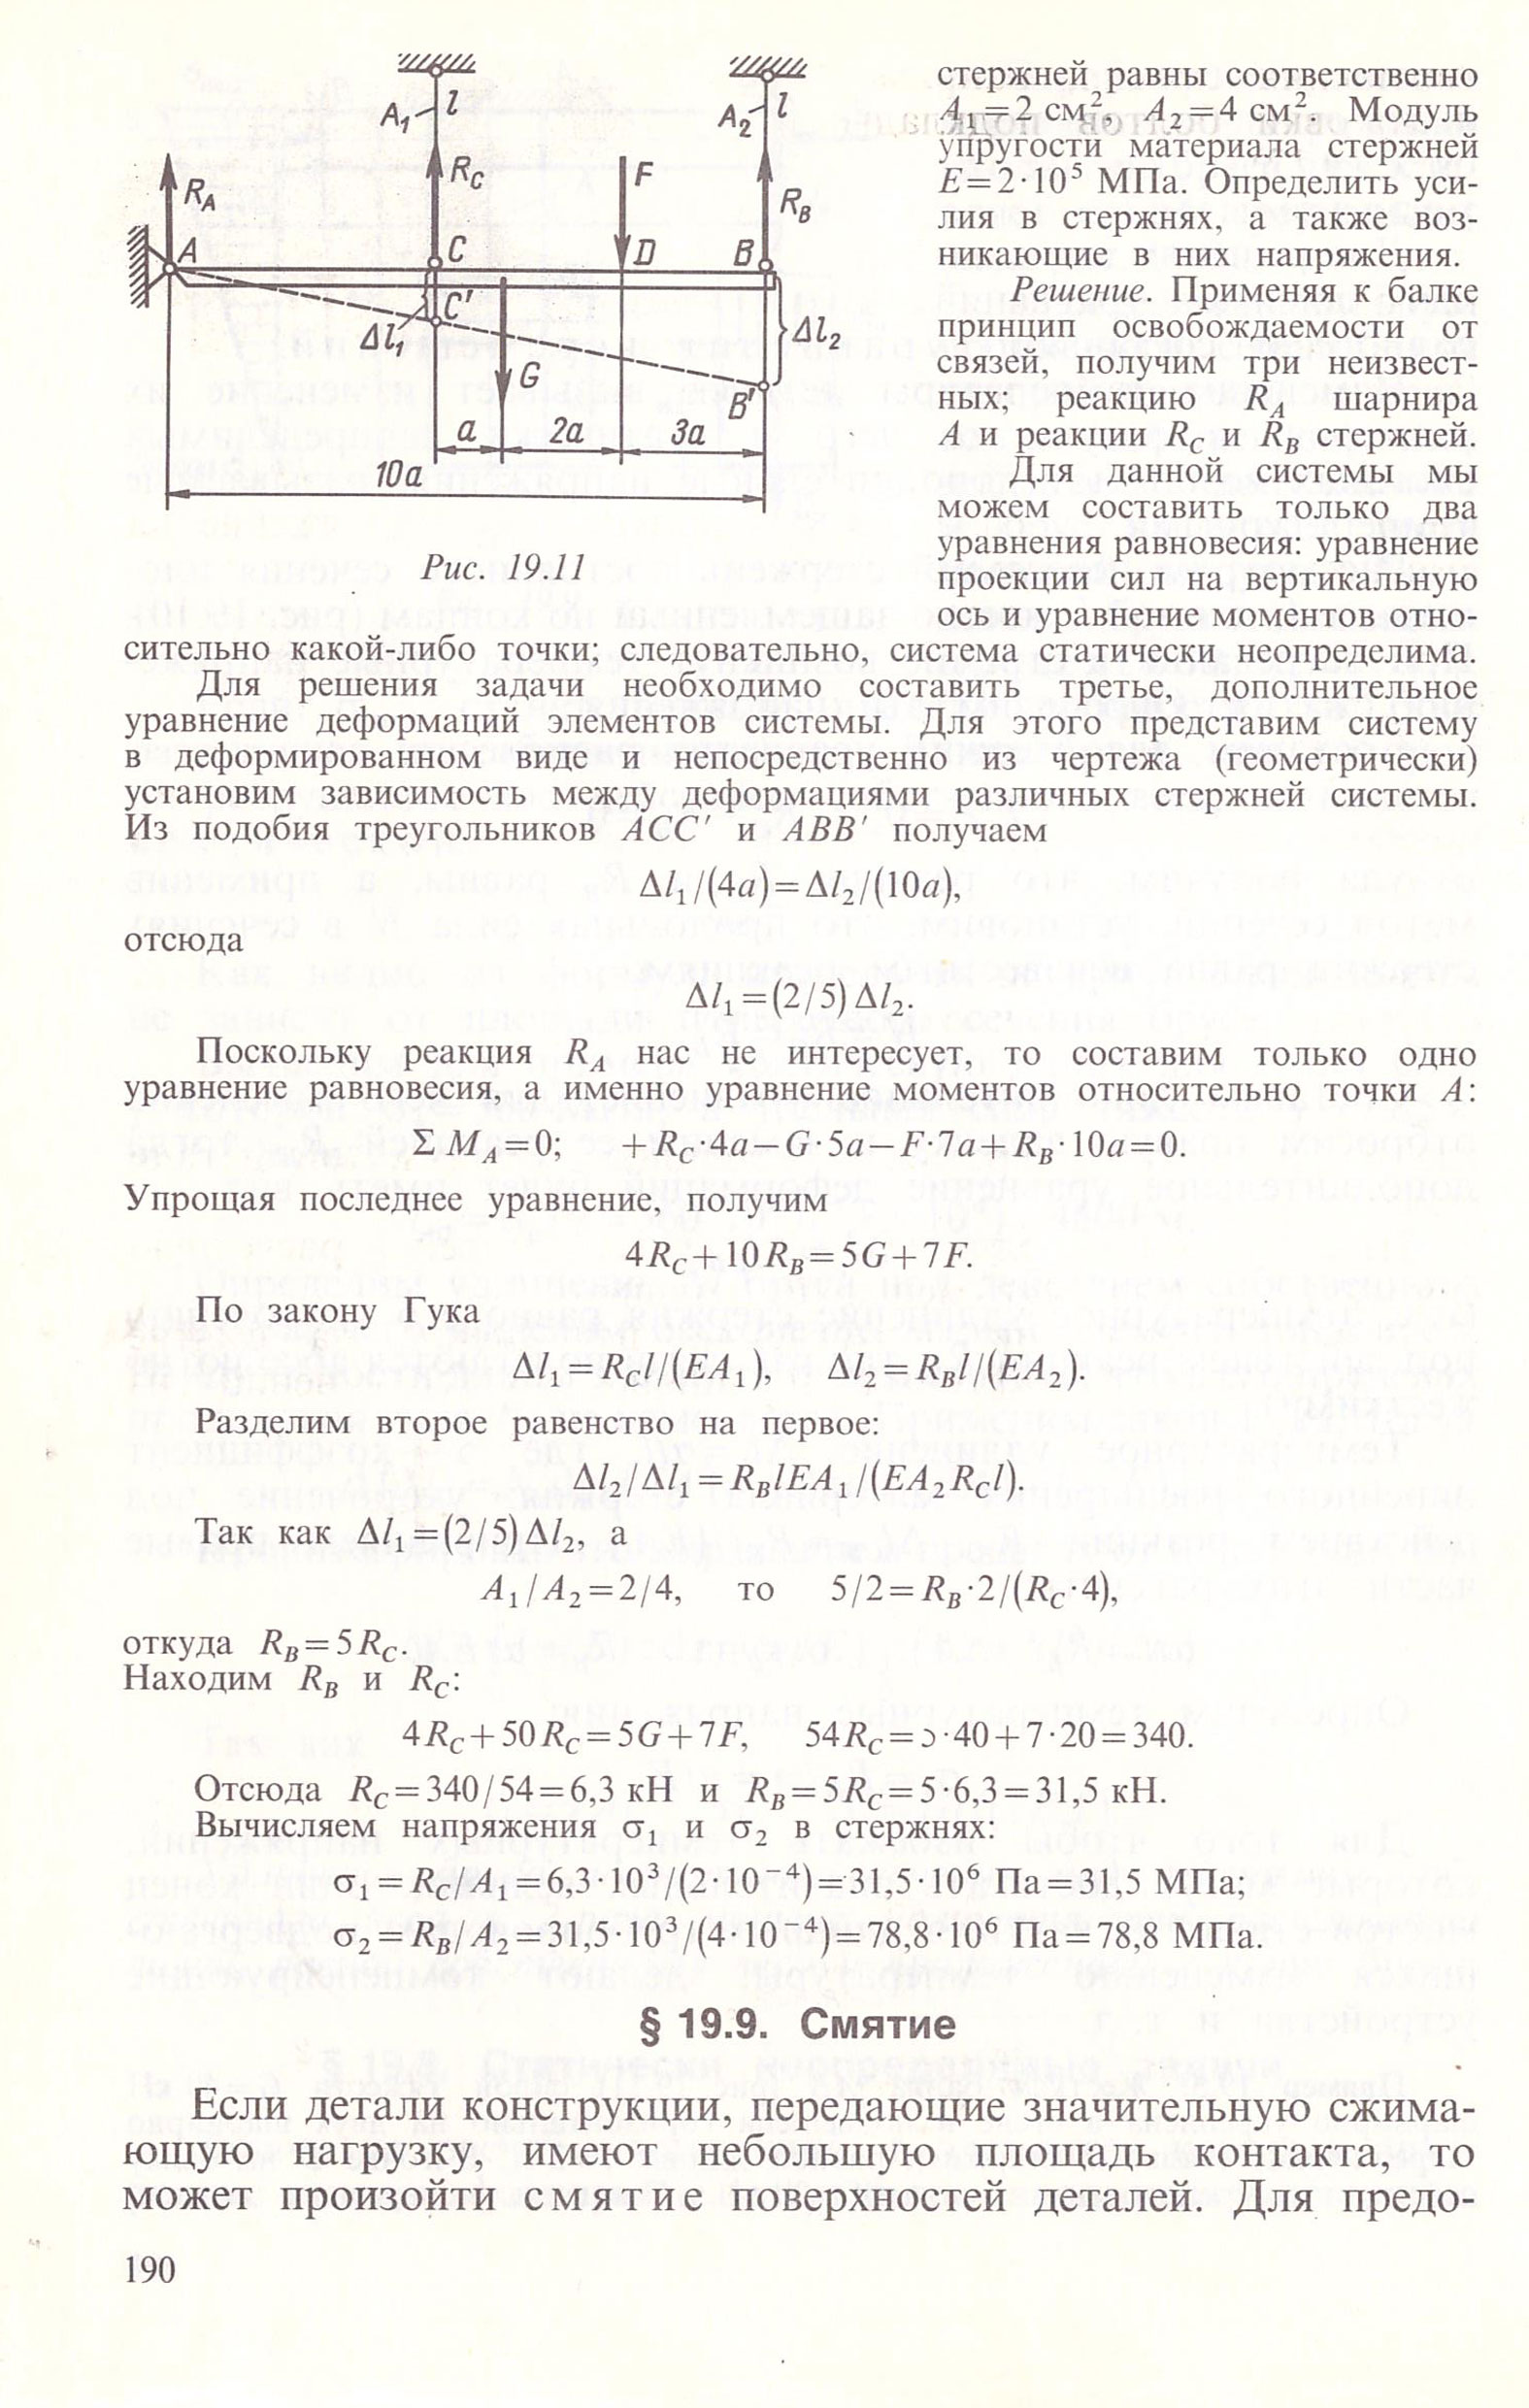 A₁ l
A₂ l
R_A
R_C
F
R_B
A
C
D
B
C'
Δl₁
Δl₂
G
B'
a 2a 3a
10a
Рис. 19.11
стержней равны соответственно
A₁=2 см², A₂=4 см². Модуль
упругости материала стержней
E=2·10⁵ МПа. Определить уси-
лия в стержнях, а также воз-
никающие в них напряжения.
Решение. Применяя к балке
принцип освобождаемости от
связей, получим три неизвест-
ных; реакцию R_A шарнира
A и реакции R_C и R_B стержней.
Для данной системы мы
можем составить только два
уравнения равновесия: уравнение
проекции сил на вертикальную
ось и уравнение моментов отно-
сительно какой-либо точки; следовательно, система статически неопределима.
Для решения задачи необходимо составить третье, дополнительное
уравнение деформаций элементов системы. Для этого представим систему
в деформированном виде и непосредственно из чертежа (геометрически)
установим зависимость между деформациями различных стержней системы.
Из подобия треугольников ACC' и ABB' получаем
Δl₁/(4a)=Δl₂/(10a),
отсюда
Δl₁=(2/5)Δl₂.
Поскольку реакция R_A нас не интересует, то составим только одно
уравнение равновесия, а именно уравнение моментов относительно точки A:
ΣM_A=0; +R_C·4a−G·5a−F·7a+R_B·10a=0.
Упрощая последнее уравнение, получим
4R_C+10R_B=5G+7F.
По закону Гука
Δl₁=R_Cl/(EA₁), Δl₂=R_Bl/(EA₂).
Разделим второе равенство на первое:
Δl₂/Δl₁=R_BlEA₁/(EA₂R_Cl).
Так как Δl₁=(2/5)Δl₂, а
A₁/A₂=2/4, то 5/2=R_B·2/(R_C·4),
откуда R_B=5R_C.
Находим R_B и R_C:
4R_C+50R_C=5G+7F, 54R_C=5·40+7·20=340.
Отсюда R_C=340/54=6,3 кН и R_B=5R_C=5·6,3=31,5 кН.
Вычисляем напряжения σ₁ и σ₂ в стержнях:
σ₁=R_C/A₁=6,3·10³/(2·10⁻⁴)=31,5·10⁶ Па=31,5 МПа;
σ₂=R_B/A₂=31,5·10³/(4·10⁻⁴)=78,8·10⁶ Па=78,8 МПа.
§ 19.9. Смятие
Если детали конструкции, передающие значительную сжима-
ющую нагрузку, имеют небольшую площадь контакта, то
может произойти смятие поверхностей деталей. Для предо-
190